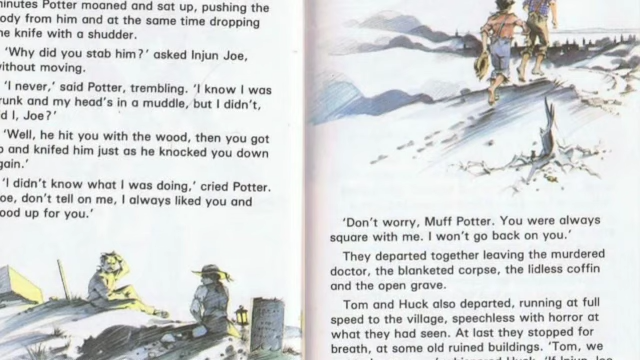 inutes Potter moaned and sat up, pushing the
ody from him and at the same time dropping
he knife with a shudder.
'Why did you stab him?' asked Injun Joe,
without moving.
'I never,' said Potter, trembling. 'I know I was
runk and my head's in a muddle, but I didn't,
d I, Joe?'
'Well, he hit you with the wood, then you got
p and knifed him just as he knocked you down
gain.'
'I didn't know what I was doing,' cried Potter.
oe, don't tell on me, I always liked you and
ood up for you.'
'Don't worry, Muff Potter. You were always
square with me. I won't go back on you.'
They departed together leaving the murdered
doctor, the blanketed corpse, the lidless coffin
and the open grave.
Tom and Huck also departed, running at full
speed to the village, speechless with horror at
what they had seen. At last they stopped for
breath, at some old ruined buildings. 'Tom, we
Huck. 'If Injun Joe